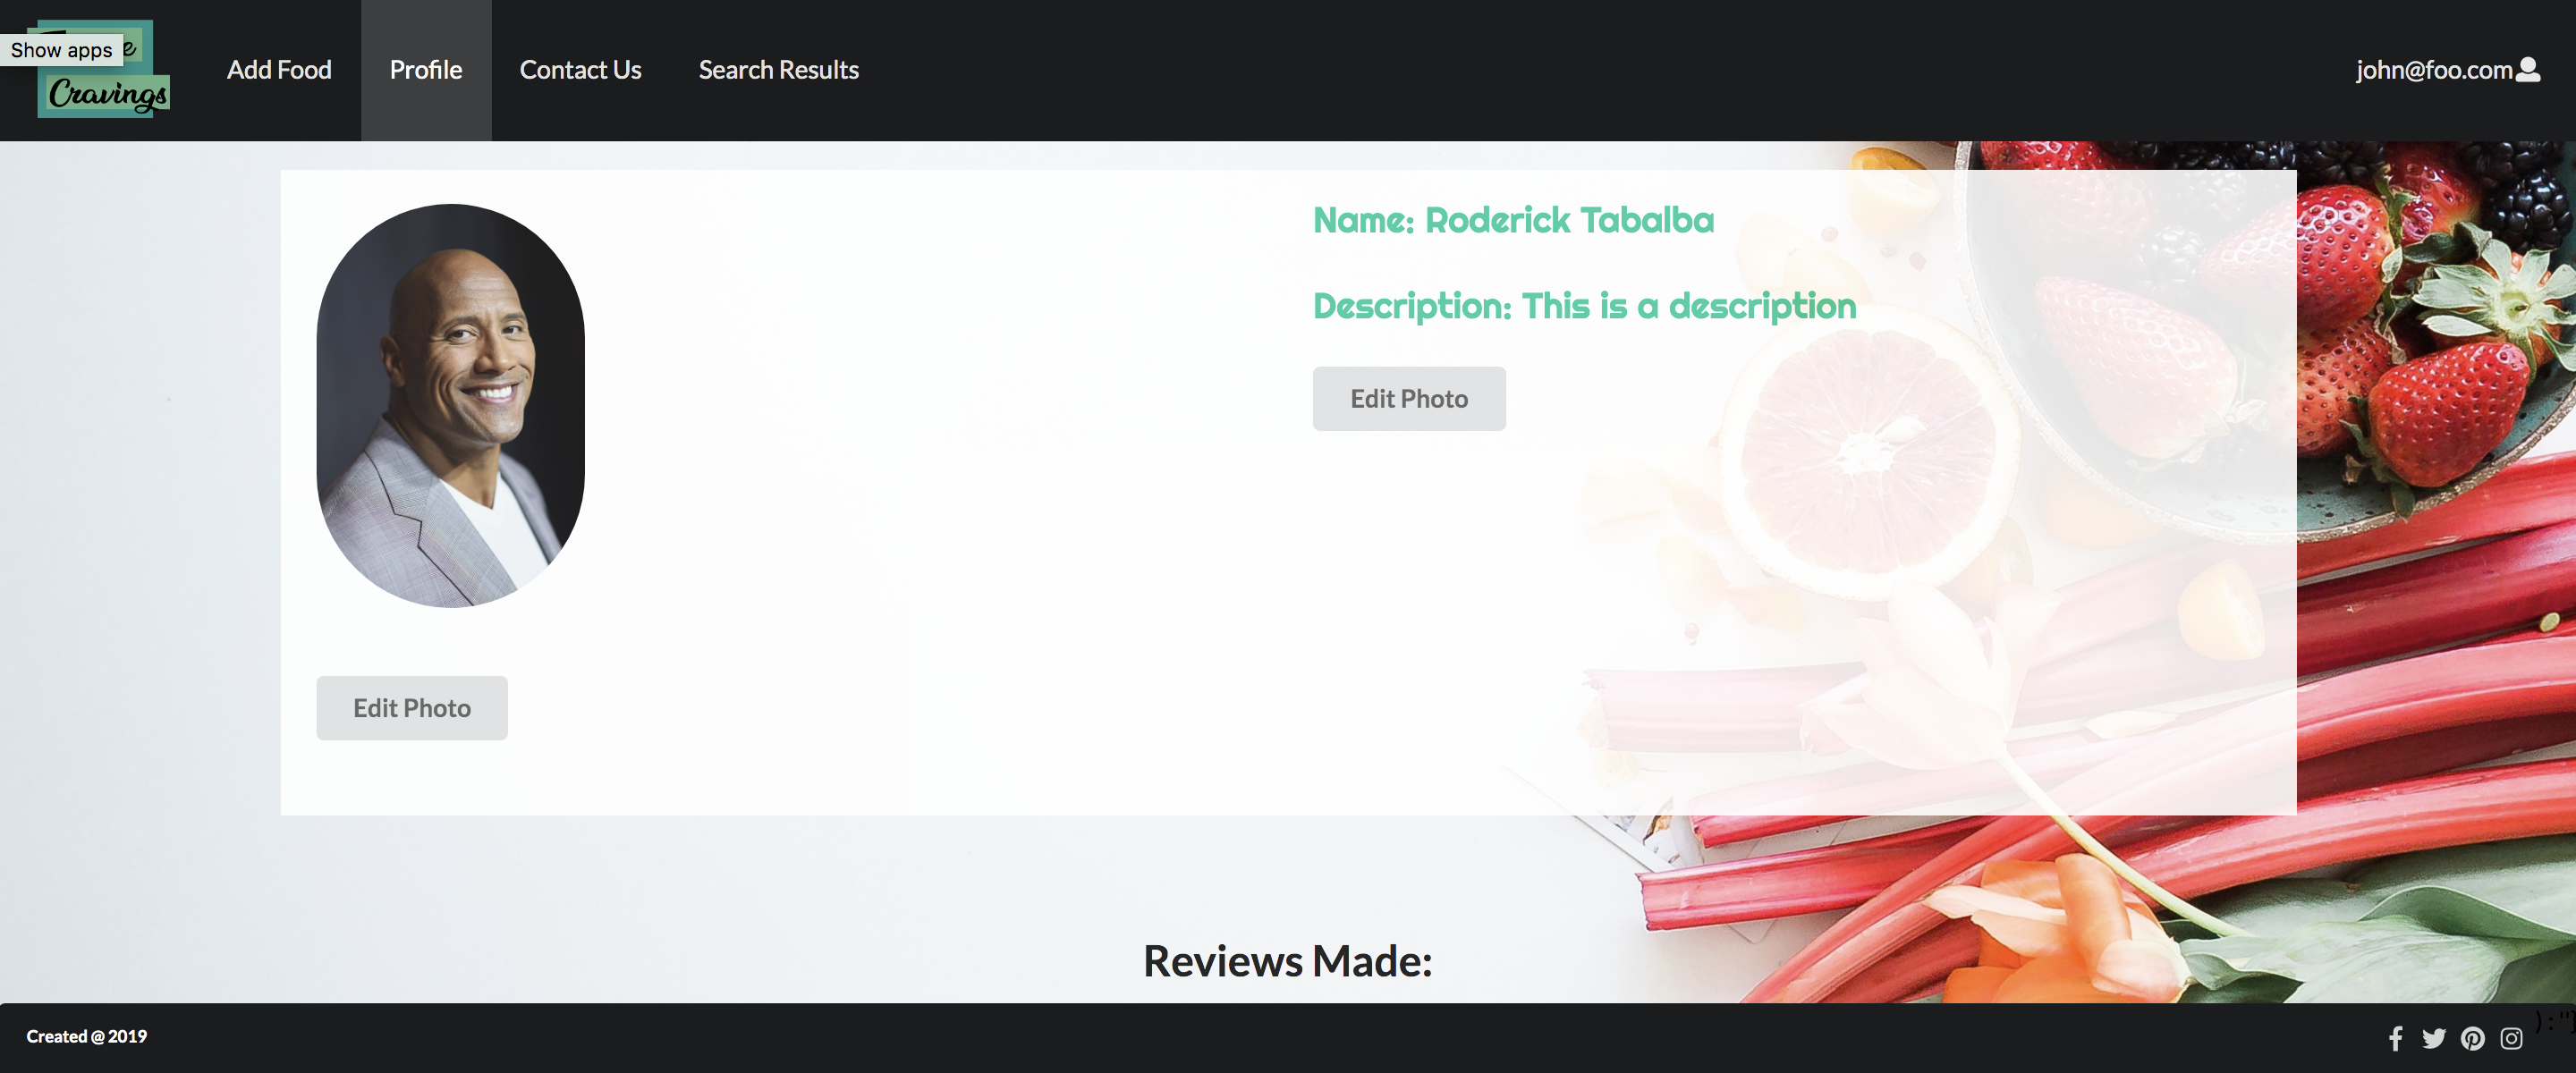 Show apps
Cravings
Add Food
Profile
Contact Us
Search Results
john@foo.com
Name: Roderick Tabalba
Description: This is a description
Edit Photo
Edit Photo
Reviews Made:
Created @ 2019
):"}